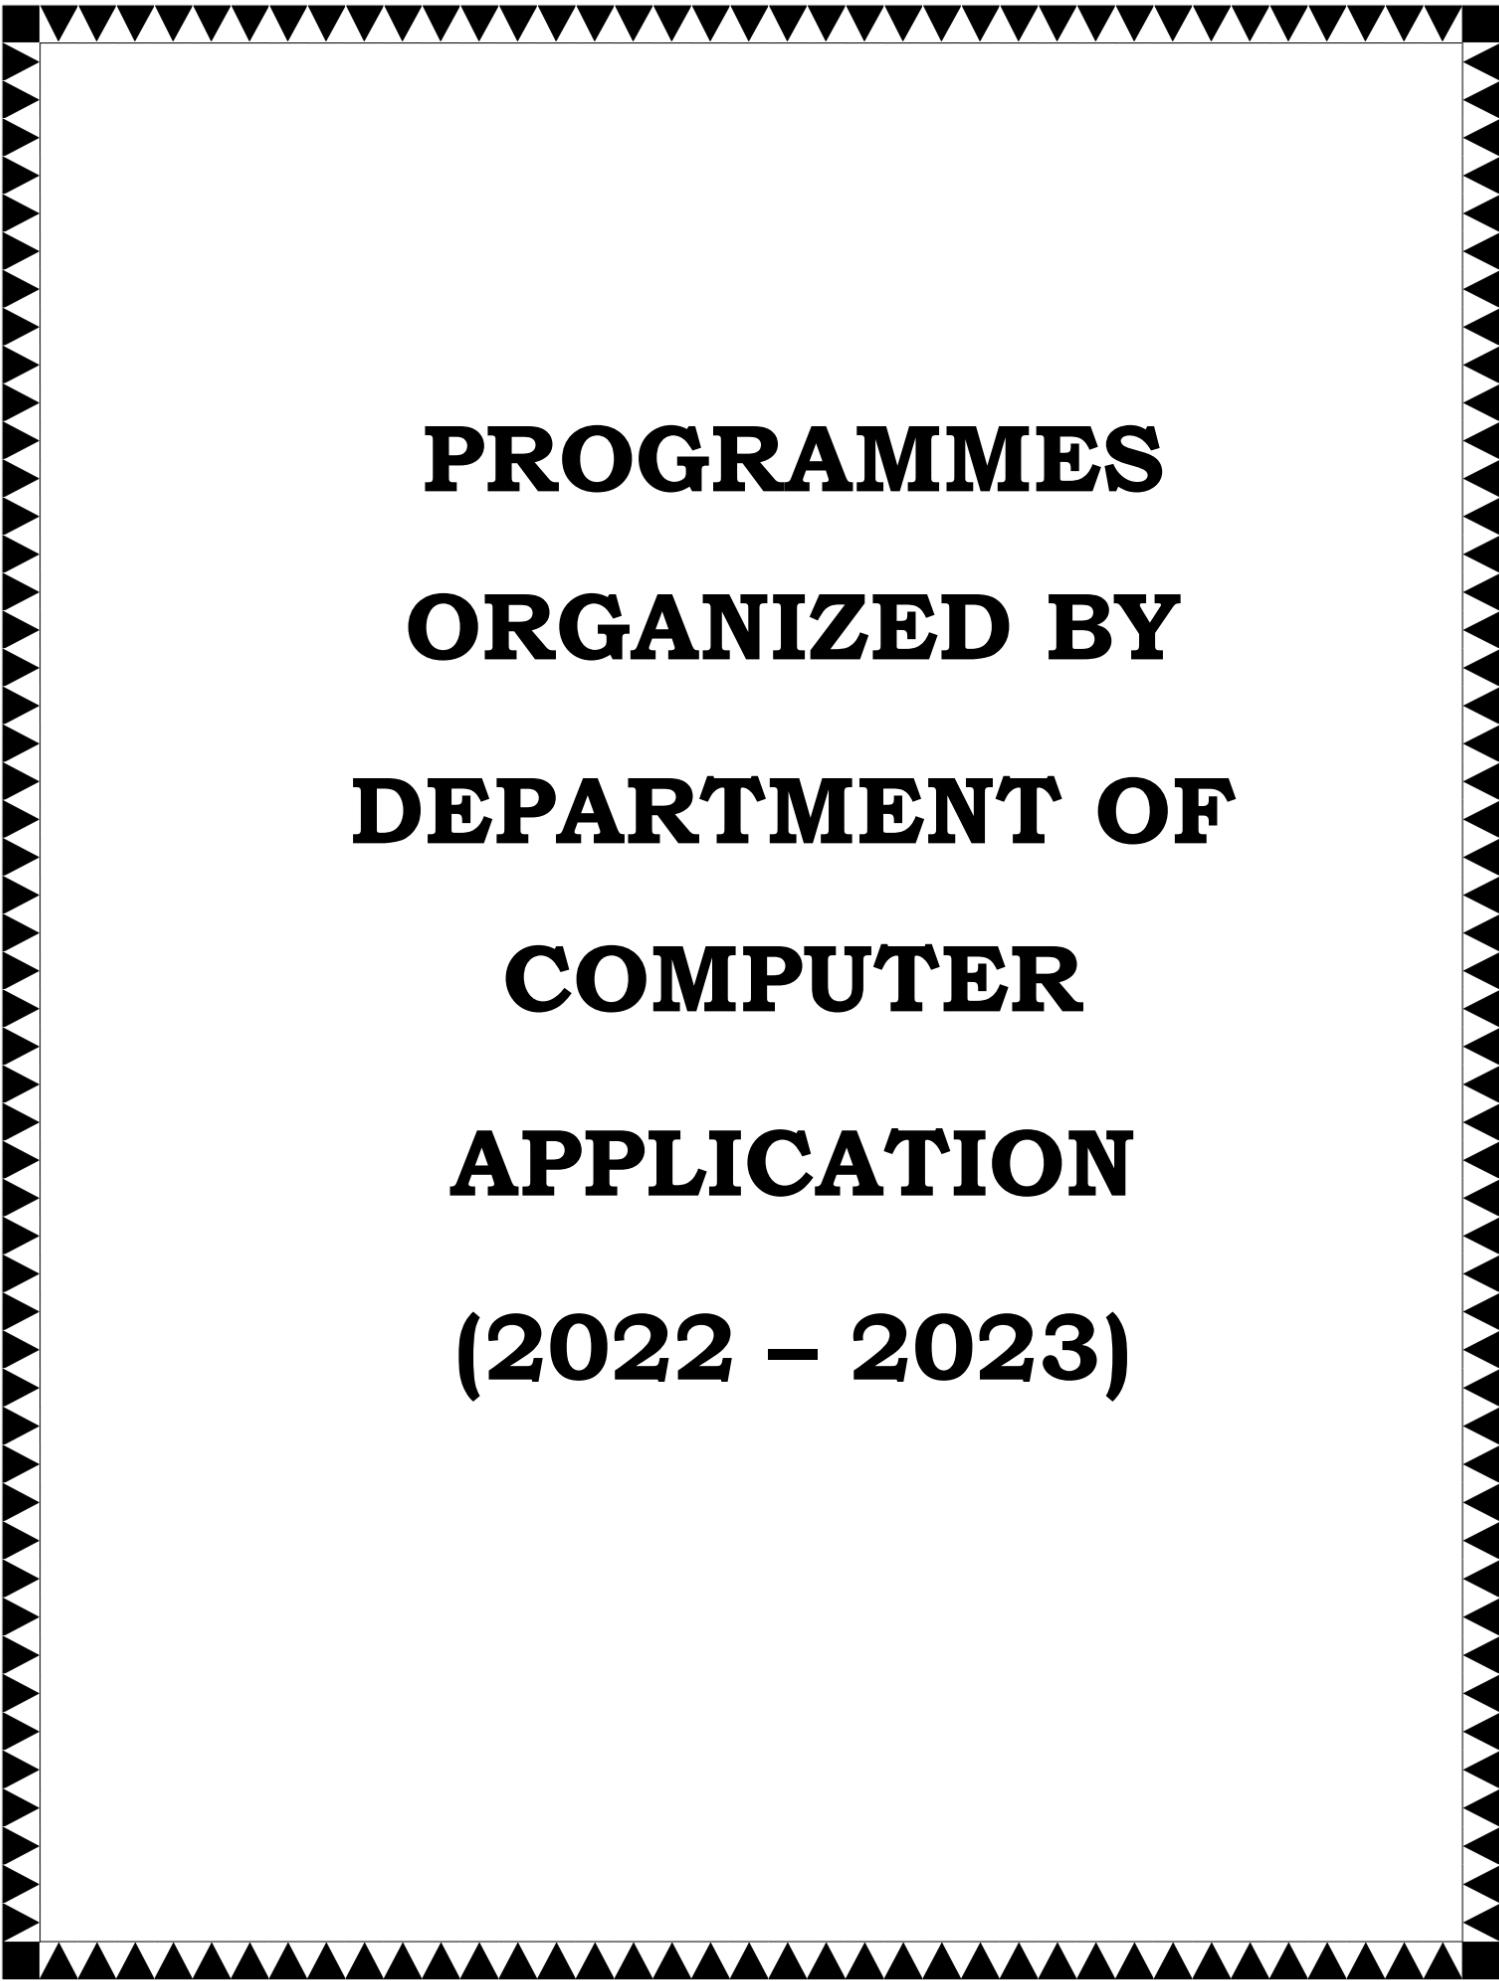 PROGRAMMES
ORGANIZED BY
DEPARTMENT OF
COMPUTER
APPLICATION
(2022 – 2023)